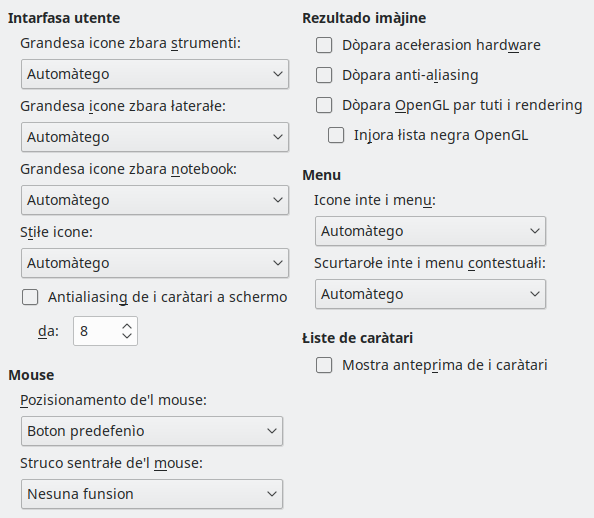 Intarfasa utente
Grandesa icone zbara strumenti:
Automàtego
Grandesa icone zbara łaterałe:
Automàtego
Grandesa icone zbara notebook:
Automàtego
Stiłe icone:
Automàtego
Antialiasing de i caràtari a schermo
da: 8
Mouse
Pozisionamento de'l mouse:
Boton predefenìo
Struco sentrałe de'l mouse:
Nesuna funsion
Rezultado imàjine
Dòpara acełerasion hardware
Dòpara anti-aliasing
Dòpara OpenGL par tuti i rendering
Injora łista negra OpenGL
Menu
Icone inte i menu:
Automàtego
Scurtarołe inte i menu contestuałi:
Automàtego
Łiste de caràtari
Mostra anteprima de i caràtari